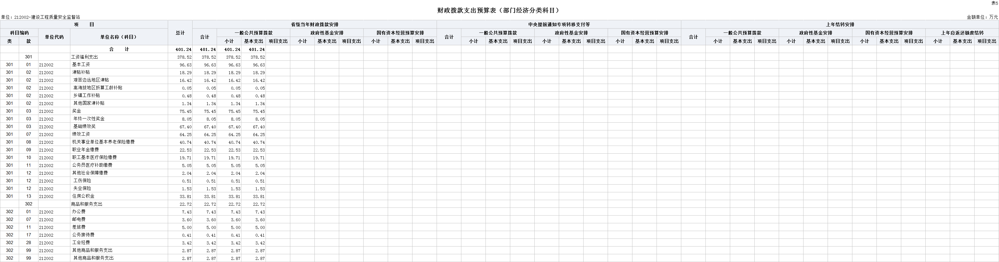 表5
财政拨款支出预算表（部门经济分类科目）
单位：212002-建设工程质量安全监督站 金额单位：万元
项 目 总计 省级当年财政拨款安排 中央提前通知专项转移支付等 上年结转安排
科目编码 单位代码 单位名称（科目） 合计 一般公共预算拨款 政府性基金安排 国有资本经营预算安排 合计 一般公共预算拨款 政府性基金安排 国有资本经营预算安排 合计 一般公共预算拨款 政府性基金安排 国有资本经营预算安排 上年应返还额度结转
类 款 小计 基本支出 项目支出 小计 基本支出 项目支出 小计 基本支出 项目支出 小计 基本支出 项目支出 小计 基本支出 项目支出 小计 基本支出 项目支出 小计 基本支出 项目支出 小计 基本支出 项目支出 小计 基本支出 项目支出 小计 基本支出 项目支出
合 计 401.24 401.24 401.24 401.24
301 工资福利支出 378.52 378.52 378.52 378.52
301 01 212002 基本工资 96.63 96.63 96.63 96.63
301 02 212002 津贴补贴 18.29 18.29 18.29 18.29
301 02 212002 艰苦边远地区津贴 16.42 16.42 16.42 16.42
301 02 212002 高海拔地区折算工龄补贴 0.05 0.05 0.05 0.05
301 02 212002 乡镇工作补贴 0.48 0.48 0.48 0.48
301 02 212002 其他国家津补贴 1.34 1.34 1.34 1.34
301 03 212002 奖金 75.45 75.45 75.45 75.45
301 03 212002 年终一次性奖金 8.05 8.05 8.05 8.05
301 03 212002 基础绩效奖 67.40 67.40 67.40 67.40
301 07 212002 绩效工资 64.25 64.25 64.25 64.25
301 08 212002 机关事业单位基本养老保险缴费 40.74 40.74 40.74 40.74
301 09 212002 职业年金缴费 22.53 22.53 22.53 22.53
301 10 212002 职工基本医疗保险缴费 19.71 19.71 19.71 19.71
301 11 212002 公务员医疗补助缴费 5.05 5.05 5.05 5.05
301 12 212002 其他社会保障缴费 2.04 2.04 2.04 2.04
301 12 212002 工伤保险 0.51 0.51 0.51 0.51
301 12 212002 失业保险 1.53 1.53 1.53 1.53
301 13 212002 住房公积金 33.81 33.81 33.81 33.81
302 商品和服务支出 22.72 22.72 22.72 22.72
302 01 212002 办公费 7.43 7.43 7.43 7.43
302 07 212002 邮电费 3.60 3.60 3.60 3.60
302 11 212002 差旅费 5.00 5.00 5.00 5.00
302 17 212002 公务接待费 0.41 0.41 0.41 0.41
302 28 212002 工会经费 3.42 3.42 3.42 3.42
302 99 212002 其他商品和服务支出 2.87 2.87 2.87 2.87
302 99 212002 其他商品和服务支出 2.87 2.87 2.87 2.87